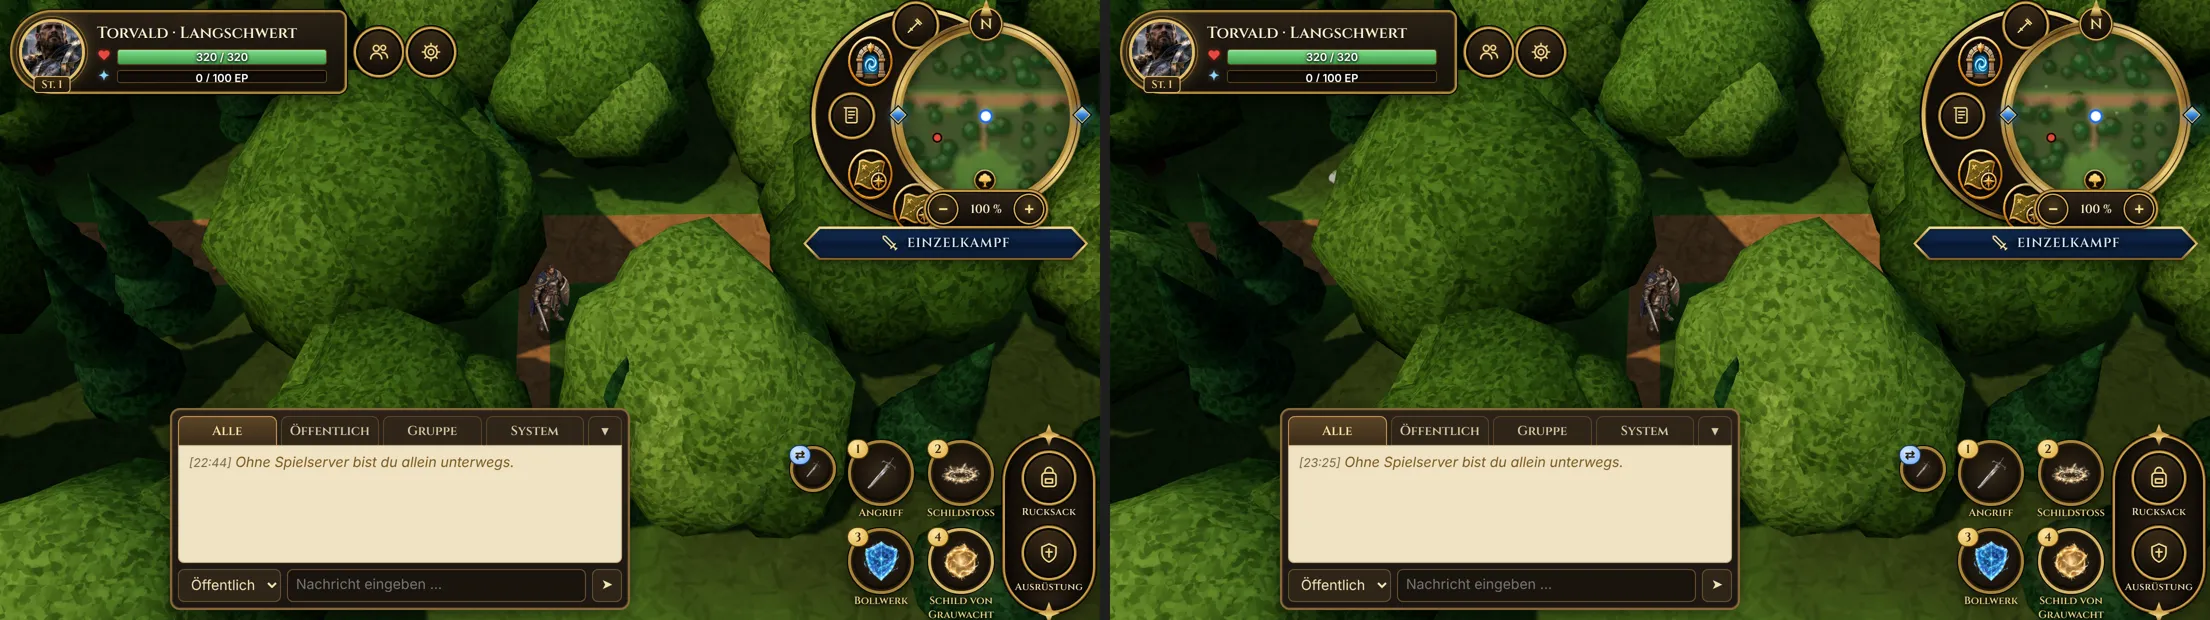 TORVALD · LANGSCHWERT
320 / 320
0 / 100 EP
ST. 1
N
100 %
EINZELKAMPF
ALLE
ÖFFENTLICH
GRUPPE
SYSTEM
[22:44] Ohne Spielserver bist du allein unterwegs.
Öffentlich
Nachricht eingeben ...
1
ANGRIFF
2
SCHILDSTOSS
3
BOLLWERK
4
SCHILD VON
GRAUWACHT
RUCKSACK
AUSRÜSTUNG
TORVALD · LANGSCHWERT
320 / 320
0 / 100 EP
ST. 1
N
100 %
EINZELKAMPF
ALLE
ÖFFENTLICH
GRUPPE
SYSTEM
[23:25] Ohne Spielserver bist du allein unterwegs.
Öffentlich
Nachricht eingeben ...
1
ANGRIFF
2
SCHILDSTOSS
3
BOLLWERK
4
SCHILD VON
GRAUWACHT
RUCKSACK
AUSRÜSTUNG